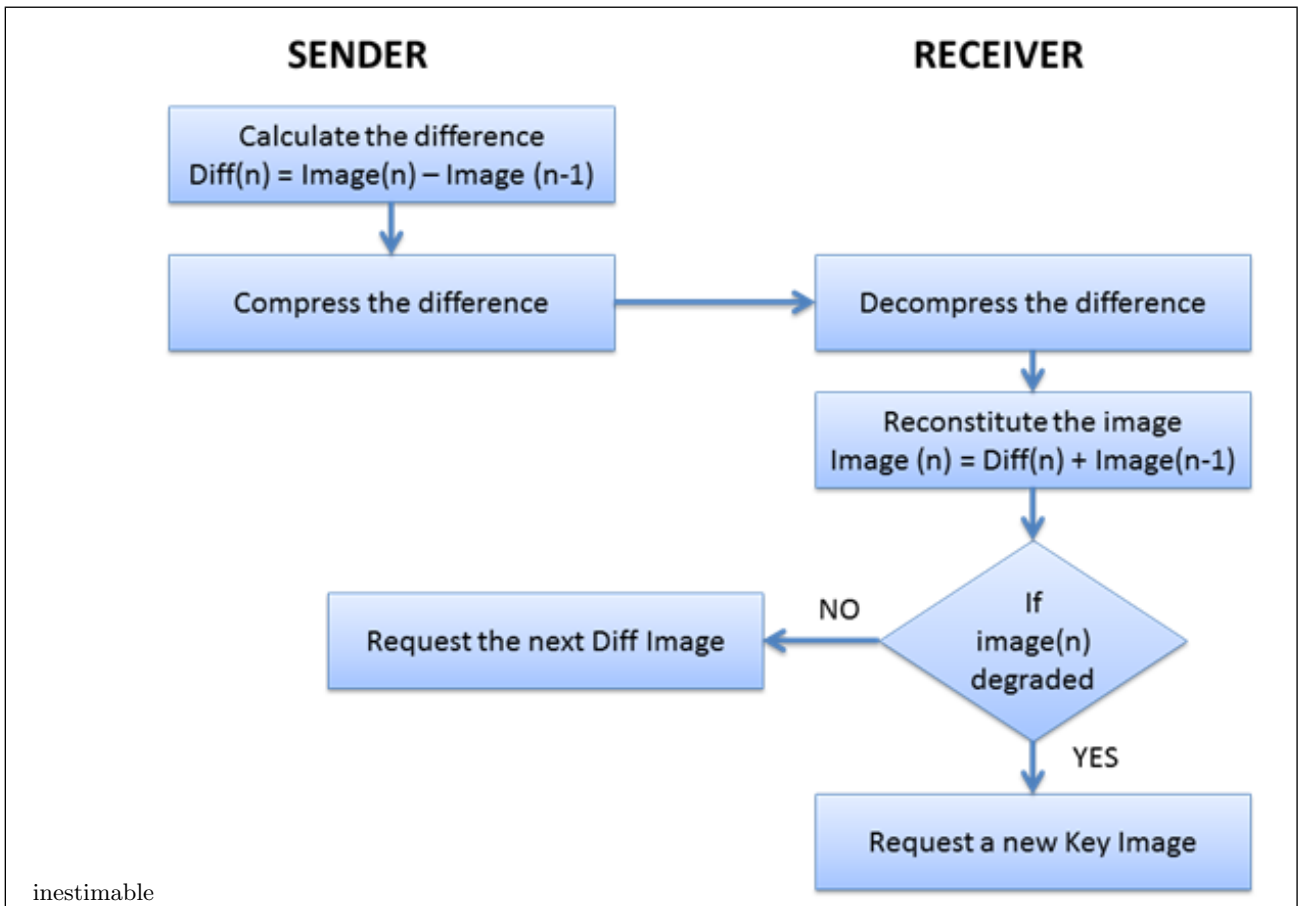 SENDER
RECEIVER
Calculate the difference
Diff(n) = Image(n) – Image (n-1)
Compress the difference
Decompress the difference
Reconstitute the image
Image (n) = Diff(n) + Image(n-1)
If
image(n)
degraded
NO
Request the next Diff Image
YES
Request a new Key Image
inestimable